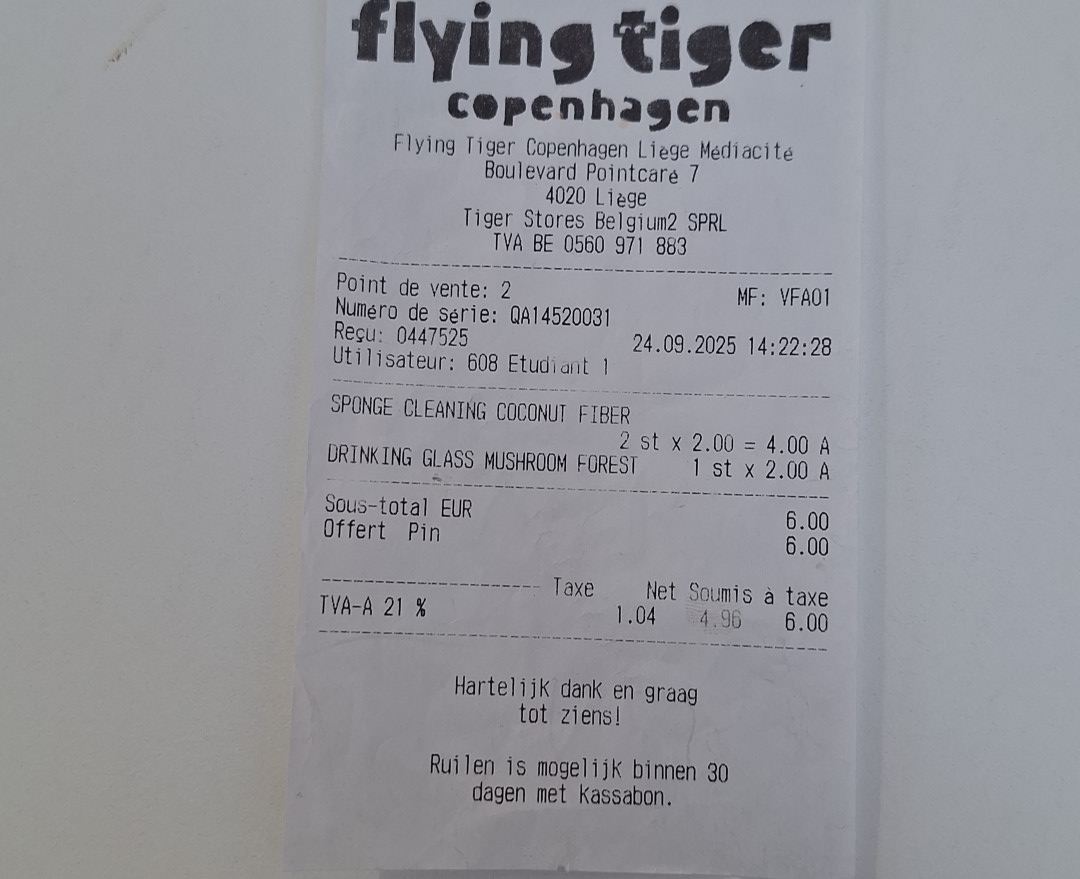 flying tiger
copenhagen
Flying Tiger Copenhagen Liège Médiacité
Boulevard Pointcaré 7
4020 Liège
Tiger Stores Belgium2 SPRL
TVA BE 0560 971 883
Point de vente: 2 MF: VFA01
Numéro de série: QA14520031
Reçu: 0447525 24.09.2025 14:22:28
Utilisateur: 608 Etudiant 1
SPONGE CLEANING COCONUT FIBER
2 st x 2.00 = 4.00 A
DRINKING GLASS MUSHROOM FOREST 1 st x 2.00 A
Sous-total EUR 6.00
Offert Pin 6.00
Taxe Net Soumis à taxe
TVA-A 21 % 1.04 4.96 6.00
Hartelijk dank en graag
tot ziens!
Ruilen is mogelijk binnen 30
dagen met kassabon.